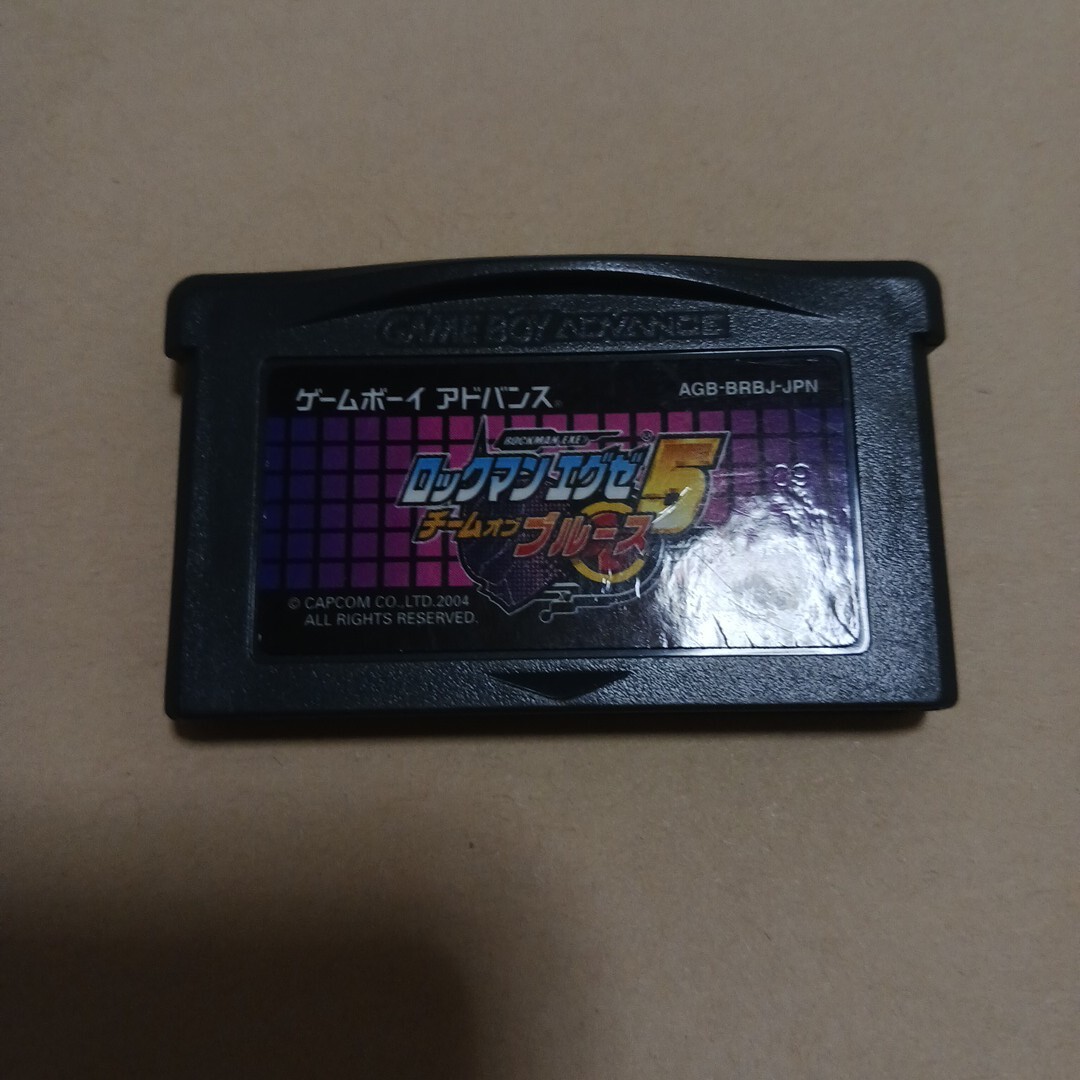 GAME BOY ADVANCE
ゲームボーイ アドバンス®
AGB-BRBJ-JPN
ROCKMAN.EXE
ロックマン エグゼ® 5
チーム オブ ブルース
09
© CAPCOM CO.,LTD.2004
ALL RIGHTS RESERVED.